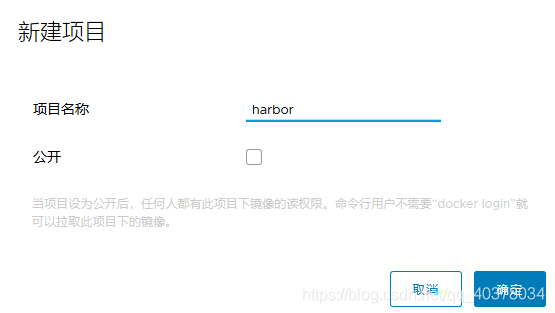 新建项目
项目名称 harbor
公开
当项目设为公开后，任何人都有此项目下镜像的读权限。命令行用户不需要“docker login”就
可以拉取此项目下的镜像。
取消 确定
https://blog.csdn.net/qq_40378034